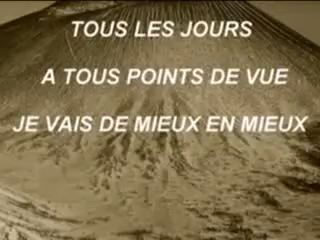 TOUS LES JOURS
A TOUS POINTS DE VUE
JE VAIS DE MIEUX EN MIEUX